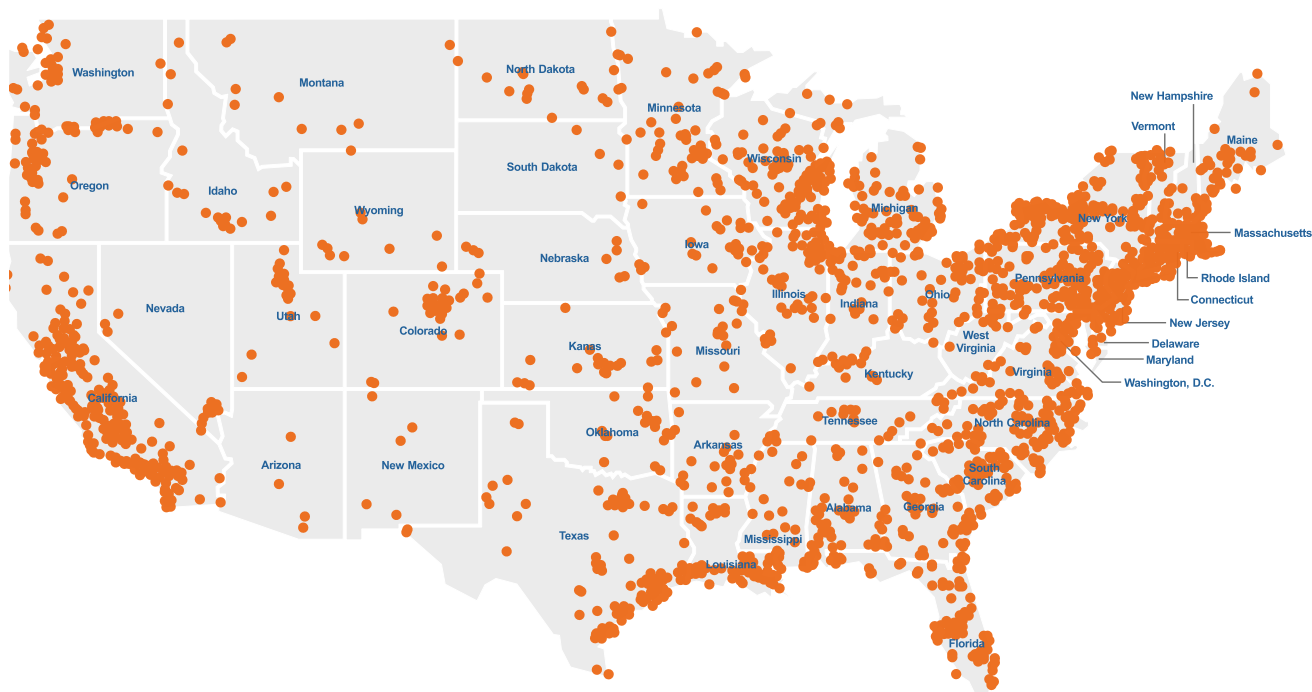 Washington
Montana
North Dakota
Minnesota
New Hampshire
Vermont
Maine
Wisconsin
South Dakota
Oregon
Idaho
Wyoming
Michigan
New York
Massachusetts
Iowa
Nebraska
Pennsylvania
Rhode Island
Illinois
Indiana
Ohio
Connecticut
Nevada
Utah
Colorado
New Jersey
West
Virginia
Delaware
Kanas
Missouri
Maryland
Kentucky
Virginia
Washington, D.C.
California
Tennessee
North Carolina
Oklahoma
Arkansas
Arizona
New Mexico
South
Carolina
Texas
Alabama
Georgia
Mississippi
Louisiana
Florida